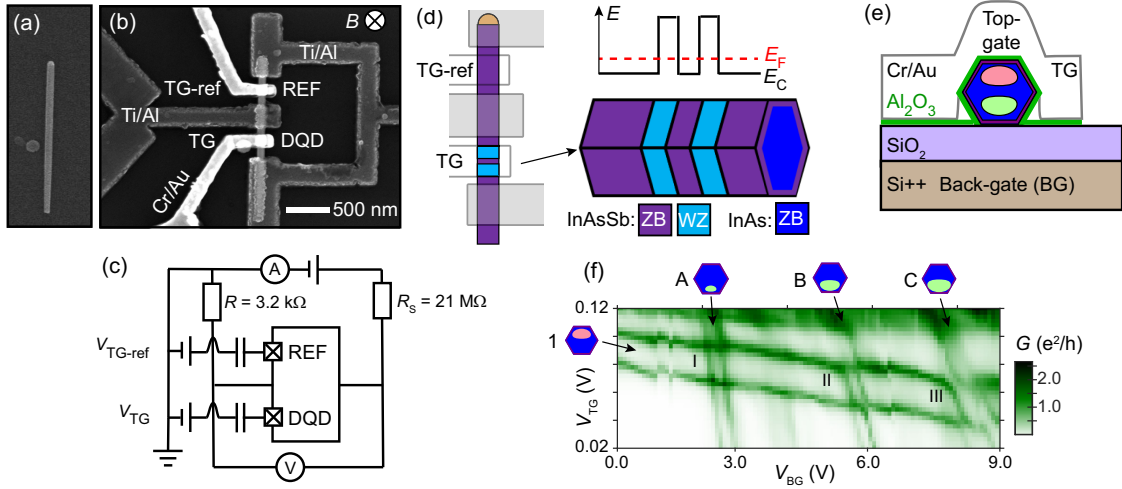 (a)
(b)
B
Ti/Al
TG-ref
REF
Ti/Al
TG
DQD
Cr/Au
500 nm
(c)
A
R = 3.2 kΩ
R_S = 21 MΩ
V_TG-ref
REF
V_TG
DQD
V
(d)
TG-ref
TG
E
E_F
E_C
InAsSb: ZB WZ InAs: ZB
(e)
Top-
gate
Cr/Au
TG
Al₂O₃
SiO₂
Si++ Back-gate (BG)
(f)
A
B
C
1
I
II
III
0.12
V_TG (V)
0.02
0.0
3.0
6.0
9.0
V_BG (V)
G (e²/h)
2.0
1.0